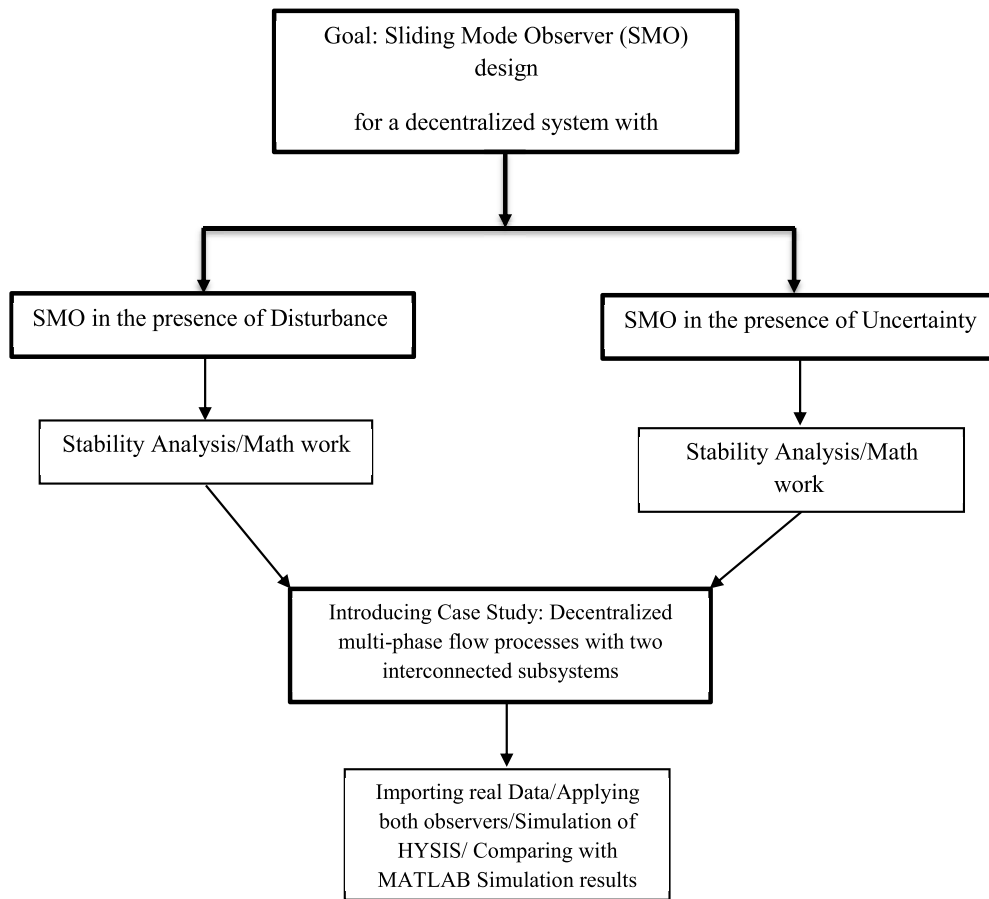 Goal: Sliding Mode Observer (SMO)
design
for a decentralized system with
SMO in the presence of Disturbance
SMO in the presence of Uncertainty
Stability Analysis/Math work
Stability Analysis/Math
work
Introducing Case Study: Decentralized
multi-phase flow processes with two
interconnected subsystems
Importing real Data/Applying
both observers/Simulation of
HYSIS/ Comparing with
MATLAB Simulation results